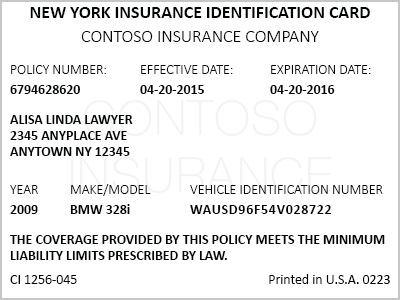 NEW YORK INSURANCE IDENTIFICATION CARD
CONTOSO INSURANCE COMPANY
POLICY NUMBER: EFFECTIVE DATE: EXPIRATION DATE:
6794628620 04-20-2015 04-20-2016
CONTOSO
INSURANCE
ALISA LINDA LAWYER
2345 ANYPLACE AVE
ANYTOWN NY 12345
YEAR MAKE/MODEL VEHICLE IDENTIFICATION NUMBER
2009 BMW 328i WAUSD96F54V028722
THE COVERAGE PROVIDED BY THIS POLICY MEETS THE MINIMUM
LIABILITY LIMITS PRESCRIBED BY LAW.
CI 1256-045 Printed in U.S.A. 0223